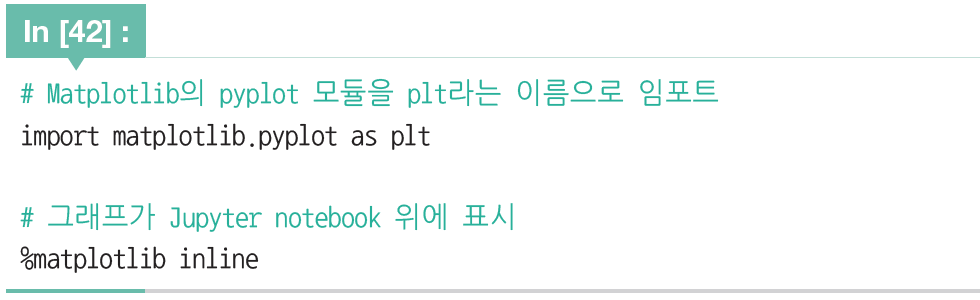 In [42] :
# Matplotlib의 pyplot 모듈을 plt라는 이름으로 임포트
import matplotlib.pyplot as plt
# 그래프가 Jupyter notebook 위에 표시
%matplotlib inline